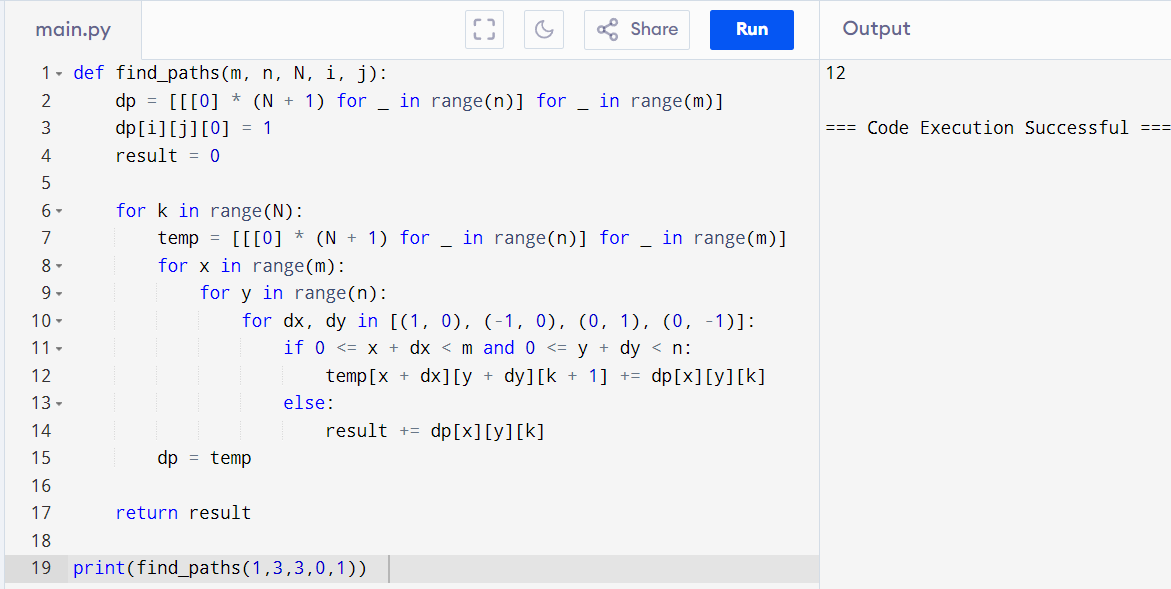 main.py
Share
Run
Output
1 def find_paths(m, n, N, i, j):
2     dp = [[[0] * (N + 1) for _ in range(n)] for _ in range(m)]
3     dp[i][j][0] = 1
4     result = 0
5
6     for k in range(N):
7         temp = [[[0] * (N + 1) for _ in range(n)] for _ in range(m)]
8         for x in range(m):
9             for y in range(n):
10                 for dx, dy in [(1, 0), (-1, 0), (0, 1), (0, -1)]:
11                     if 0 <= x + dx < m and 0 <= y + dy < n:
12                         temp[x + dx][y + dy][k + 1] += dp[x][y][k]
13                     else:
14                         result += dp[x][y][k]
15         dp = temp
16
17     return result
18
19 print(find_paths(1,3,3,0,1))
12
=== Code Execution Successful ===